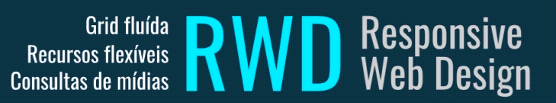 Grid fluída
Recursos flexíveis
Consultas de mídias
RWD
Responsive
Web Design